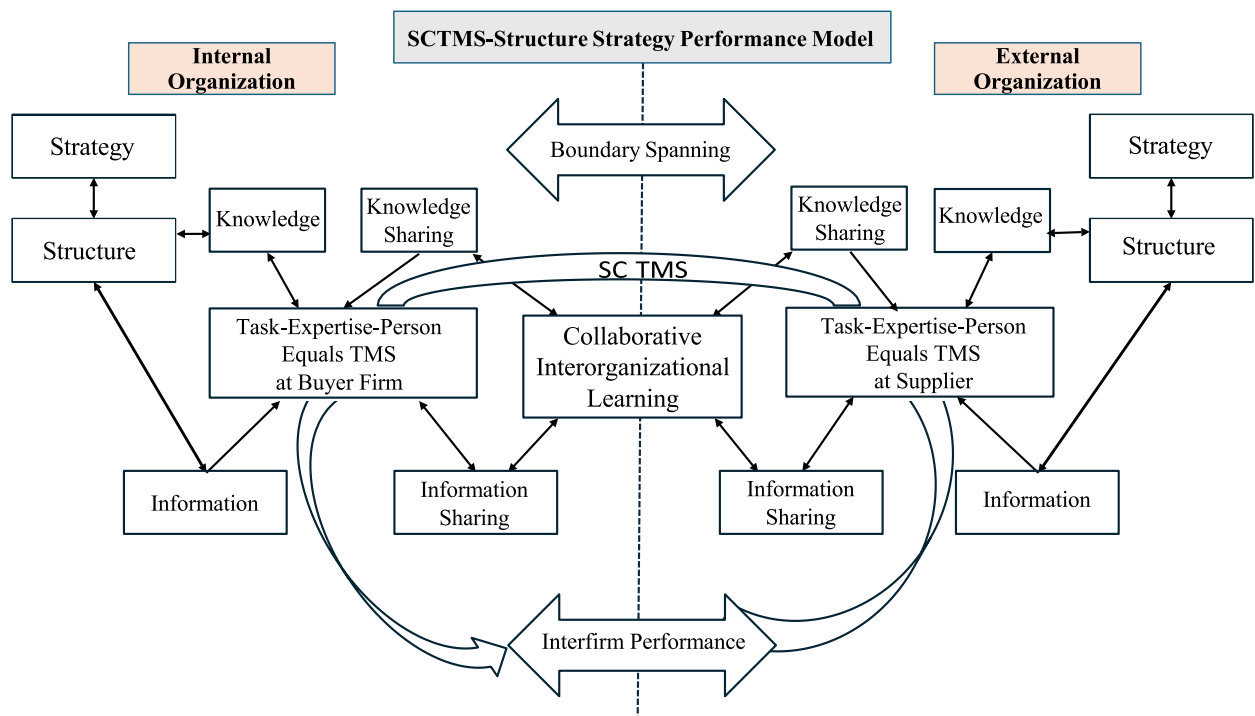 SCTMS-Structure Strategy Performance Model
Internal
Organization
External
Organization
Strategy
Boundary Spanning
Strategy
Structure
Knowledge
Knowledge
Sharing
Knowledge
Sharing
Knowledge
Structure
SC TMS
Task-Expertise-Person
Equals TMS
at Buyer Firm
Collaborative
Interorganizational
Learning
Task-Expertise-Person
Equals TMS
at Supplier
Information
Information
Sharing
Information
Sharing
Information
Interfirm Performance